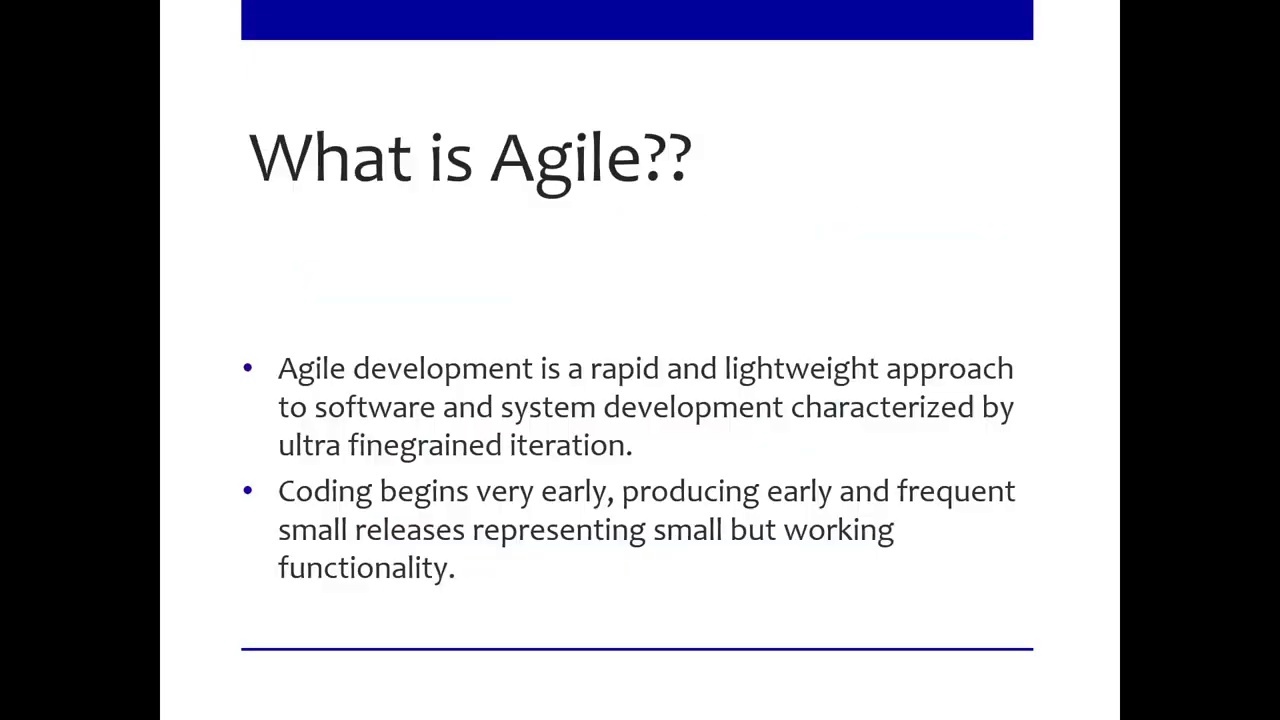 What is Agile??
• Agile development is a rapid and lightweight approach
to software and system development characterized by
ultra finegrained iteration.
• Coding begins very early, producing early and frequent
small releases representing small but working
functionality.